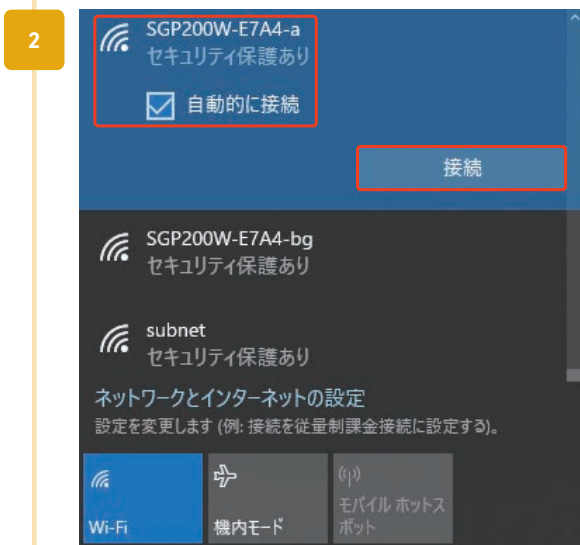 2
SGP200W-E7A4-a
セキュリティ保護あり
自動的に接続
接続
SGP200W-E7A4-bg
セキュリティ保護あり
subnet
セキュリティ保護あり
ネットワークとインターネットの設定
設定を変更します (例: 接続を従量制課金接続に設定する)。
Wi-Fi
機内モード
モバイル ホットス
ポット